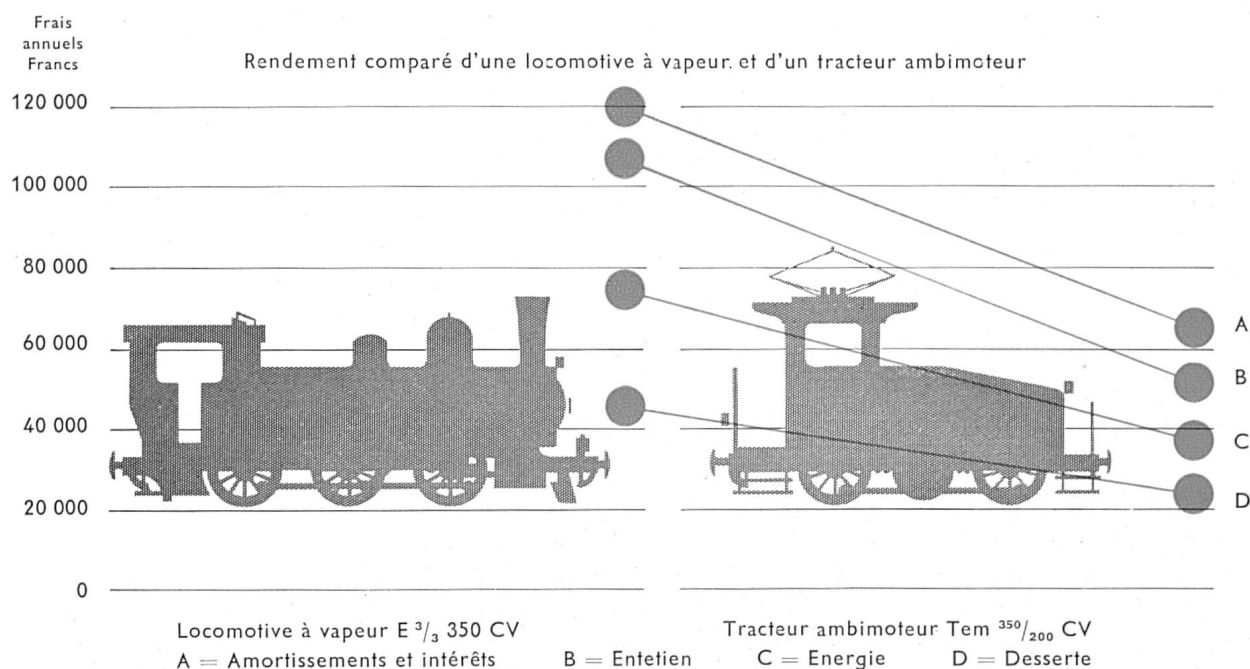 Frais
annuels
Francs
Rendement comparé d'une locomotive à vapeur. et d'un tracteur ambimoteur
120 000
100 000
80 000
60 000
40 000
20 000
0
A
B
C
D
Locomotive à vapeur E 3/3 350 CV
Tracteur ambimoteur Tem 350/200 CV
A = Amortissements et intérêts B = Entetien C = Energie D = Desserte